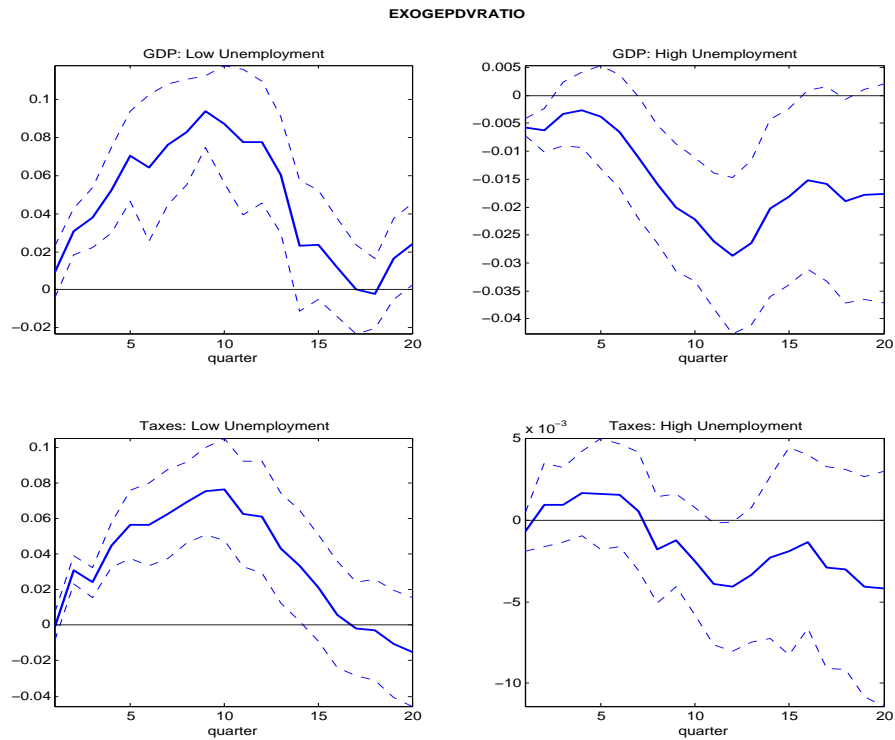 EXOGEPDVRATIO
GDP: Low Unemployment
0.1
0.08
0.06
0.04
0.02
0
−0.02
5 10 15 20
quarter
GDP: High Unemployment
0.005
0
−0.005
−0.01
−0.015
−0.02
−0.025
−0.03
−0.035
−0.04
5 10 15 20
quarter
Taxes: Low Unemployment
0.1
0.08
0.06
0.04
0.02
0
−0.02
−0.04
5 10 15 20
quarter
Taxes: High Unemployment
x 10−3
5
0
−5
−10
5 10 15 20
quarter